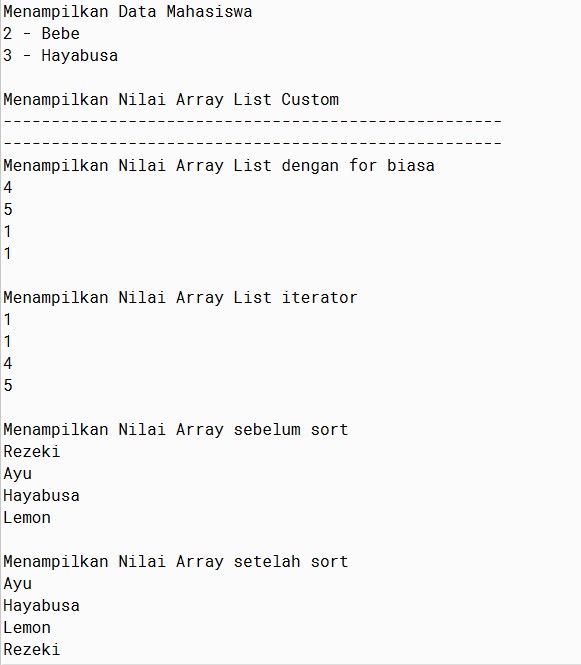 Menampilkan Data Mahasiswa
2 - Bebe
3 - Hayabusa
Menampilkan Nilai Array List Custom
----------------------------------------------------
----------------------------------------------------
Menampilkan Nilai Array List dengan for biasa
4
5
1
1
Menampilkan Nilai Array List iterator
1
1
4
5
Menampilkan Nilai Array sebelum sort
Rezeki
Ayu
Hayabusa
Lemon
Menampilkan Nilai Array setelah sort
Ayu
Hayabusa
Lemon
Rezeki